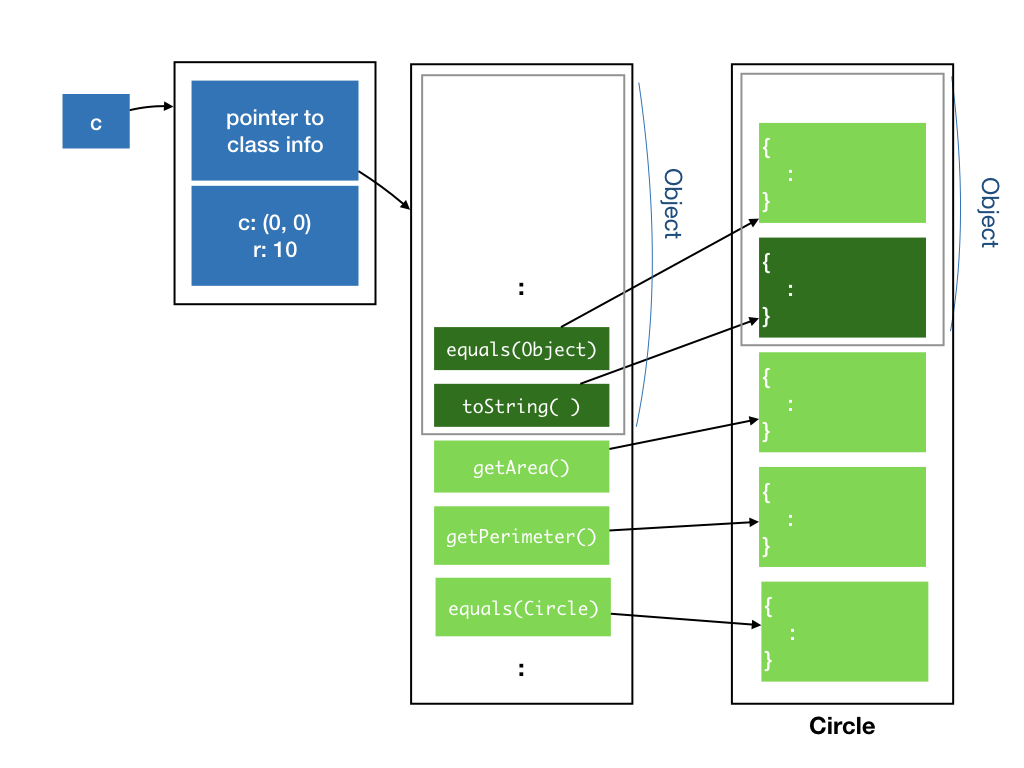 c
pointer to
class info
c: (0, 0)
r: 10
:
equals(Object)
toString( )
getArea()
getPerimeter()
equals(Circle)
:
Object
{
:
}
{
:
}
{
:
}
{
:
}
{
:
}
Object
Circle